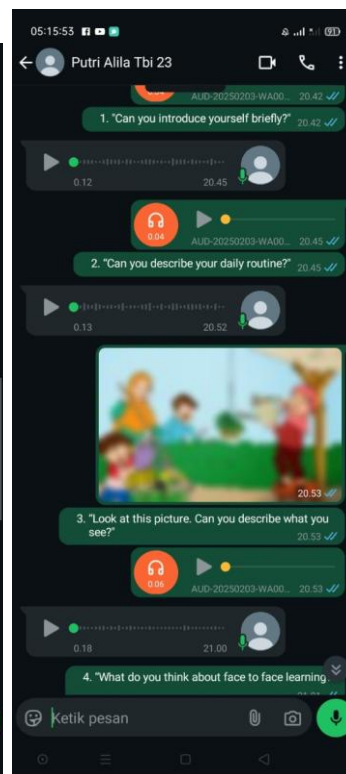 05:15:53
91
Putri Alila Tbi 23
0.04
AUD-20250203-WA00... 20.42
1. "Can you introduce yourself briefly?" 20.42
0.12 20.45
0.04
AUD-20250203-WA00... 20.45
2. "Can you describe your daily routine?" 20.45
0.13 20.52
20.53
3. "Look at this picture. Can you describe what you
see?" 20.53
0.06
AUD-20250203-WA00... 20.53
0.18 21.00
4. "What do you think about face to face learning
Ketik pesan